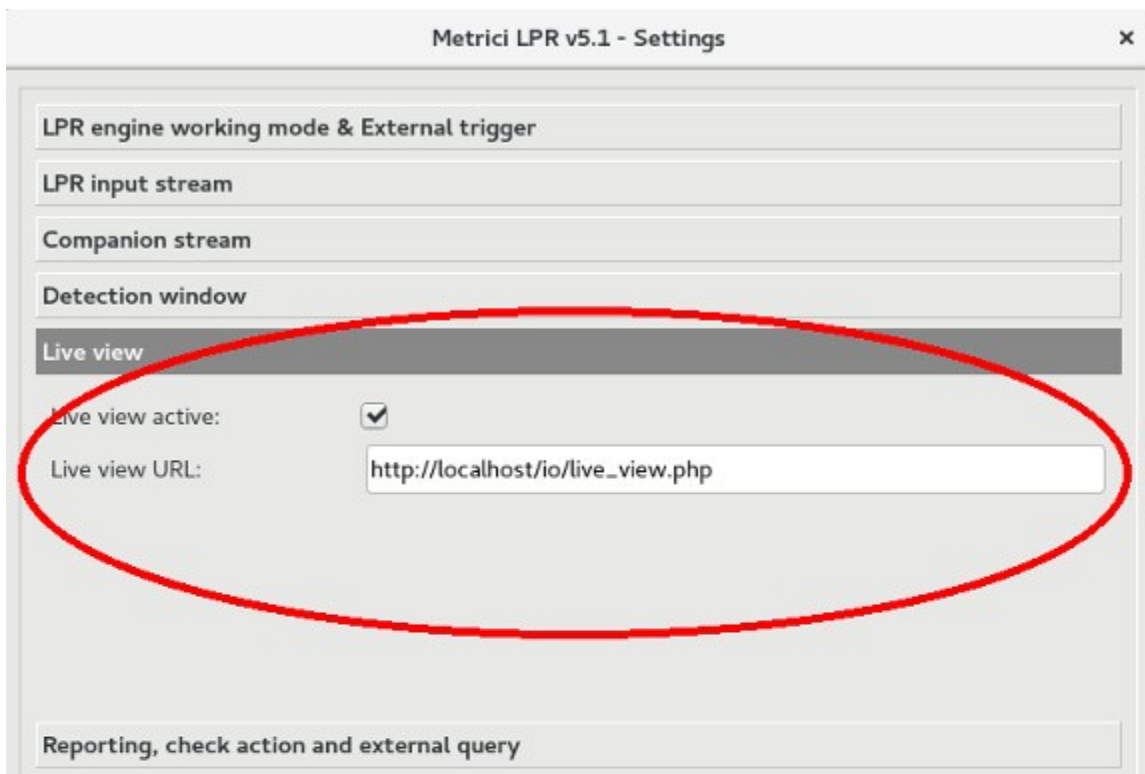 Metrici LPR v5.1 - Settings
LPR engine working mode & External trigger
LPR input stream
Companion stream
Detection window
Live view
Live view active:
Live view URL: http://localhost/io/live_view.php
Reporting, check action and external query